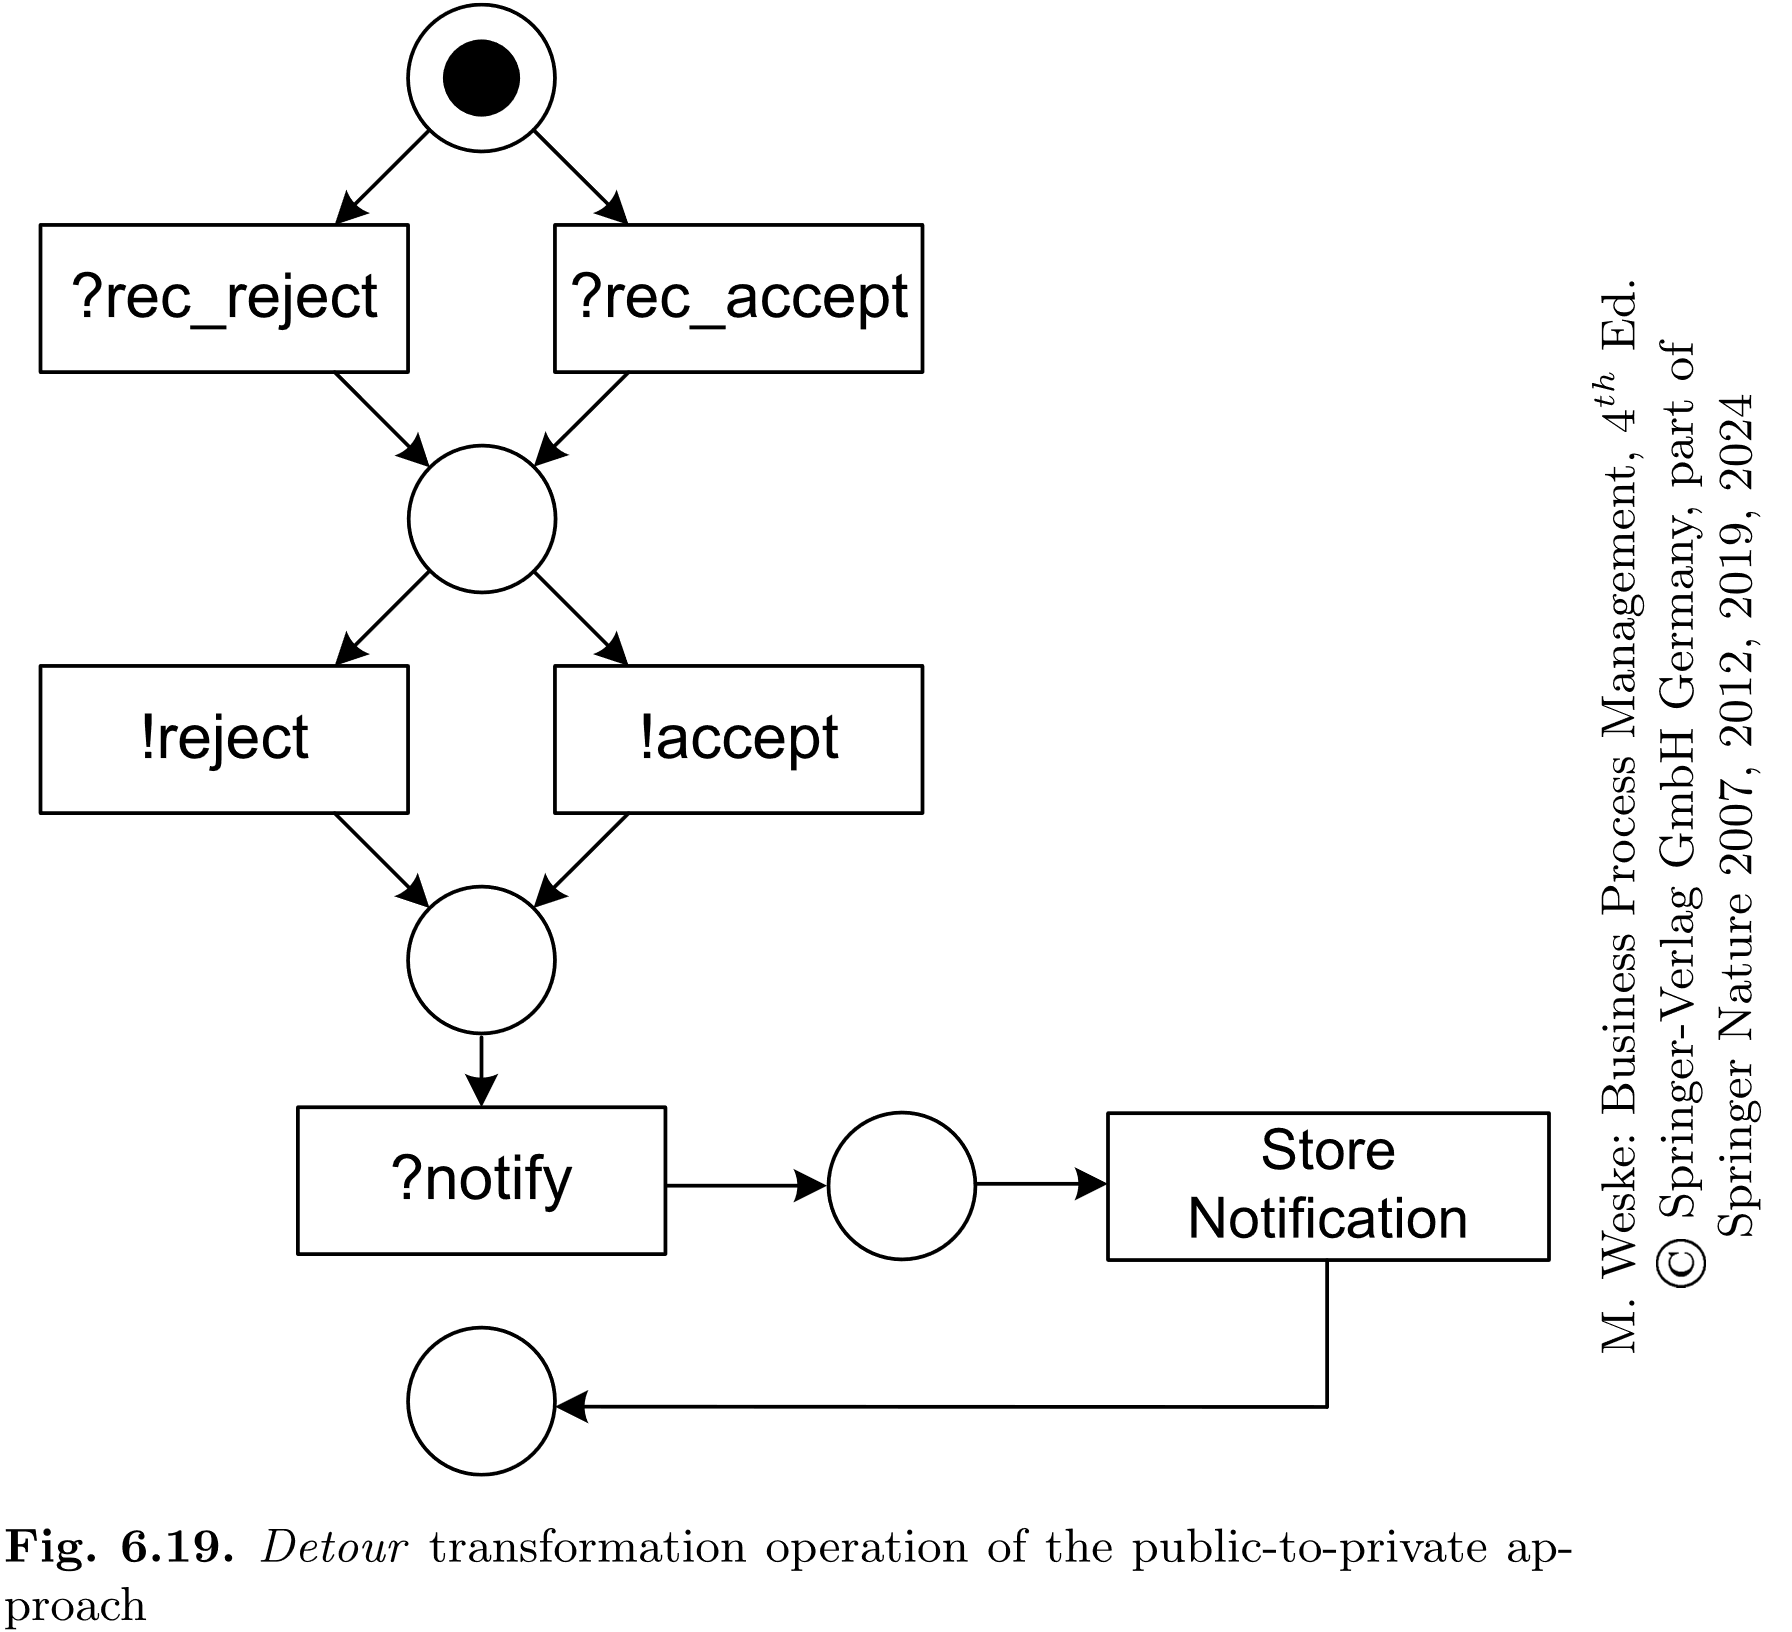 ?rec_reject
?rec_accept
!reject
!accept
?notify
Store
Notification
M. Weske: Business Process Management, 4th Ed.
© Springer-Verlag GmbH Germany, part of
Springer Nature 2007, 2012, 2019, 2024
Fig. 6.19. Detour transformation operation of the public-to-private ap-
proach